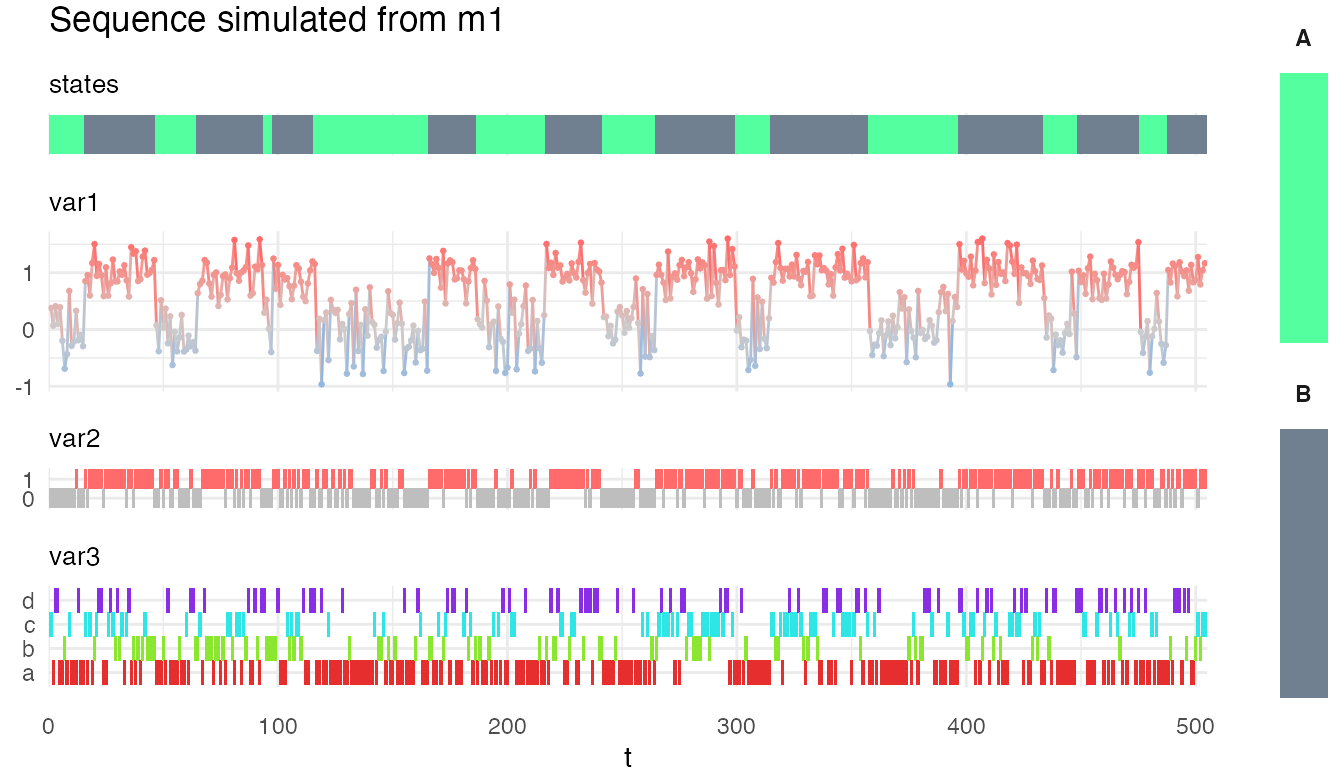 Sequence simulated from m1
A
states
var1
1
0
-1
B
var2
1
0
var3
d
c
b
a
0 100 200 300 400 500
t